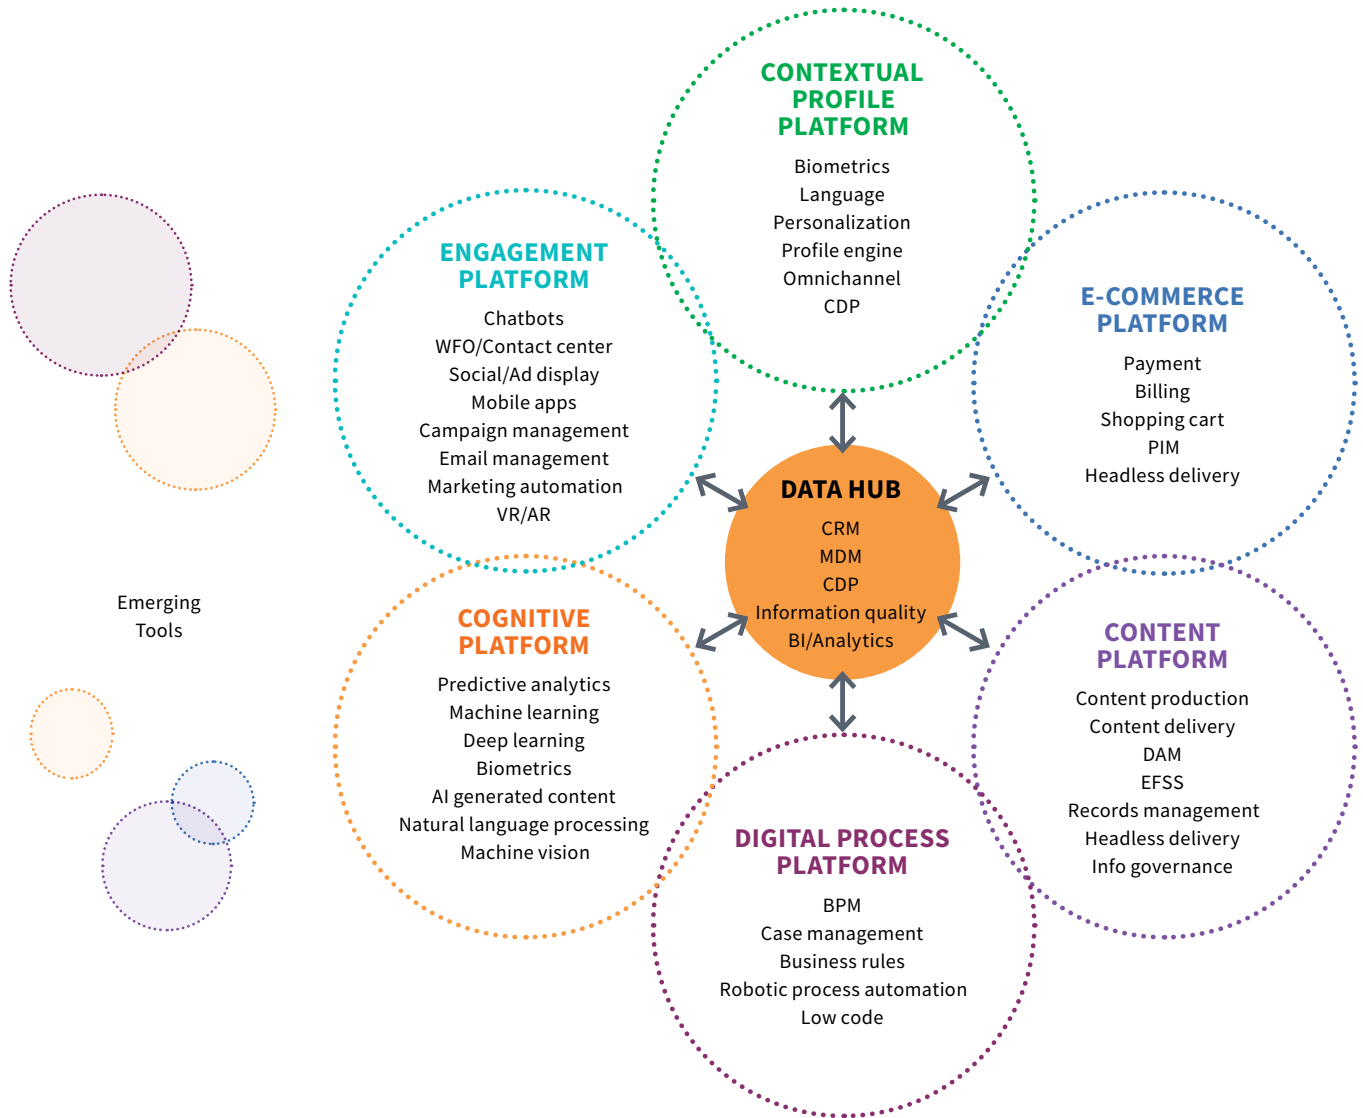 CONTEXTUAL
PROFILE
PLATFORM
Biometrics
Language
Personalization
Profile engine
Omnichannel
CDP
ENGAGEMENT
PLATFORM
Chatbots
WFO/Contact center
Social/Ad display
Mobile apps
Campaign management
Email management
Marketing automation
VR/AR
E-COMMERCE
PLATFORM
Payment
Billing
Shopping cart
PIM
Headless delivery
DATA HUB
CRM
MDM
CDP
Information quality
BI/Analytics
Emerging
Tools
COGNITIVE
PLATFORM
Predictive analytics
Machine learning
Deep learning
Biometrics
AI generated content
Natural language processing
Machine vision
CONTENT
PLATFORM
Content production
Content delivery
DAM
EFSS
Records management
Headless delivery
Info governance
DIGITAL PROCESS
PLATFORM
BPM
Case management
Business rules
Robotic process automation
Low code